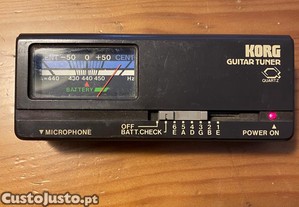 CENT -50 0 +50 CENT
440 430 440 450 Hz
BATTERY
KORG
GUITAR TUNER
QUARTZ
▼MICROPHONE
OFF
BATT.CHECK
6 5 4 3 2 1
E A D G B E
POWER ON ▲
CustoJusto.pt